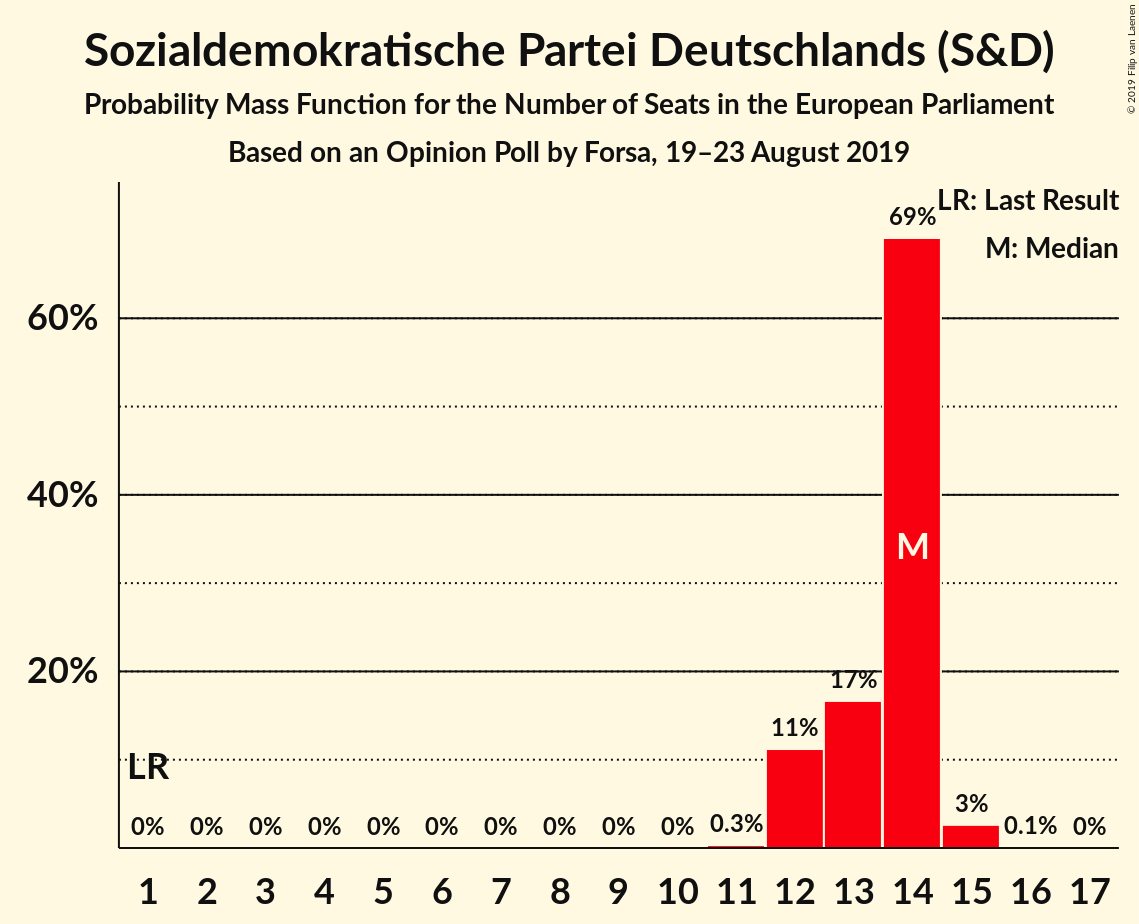 Sozialdemokratische Partei Deutschlands (S&D)
Probability Mass Function for the Number of Seats in the European Parliament
Based on an Opinion Poll by Forsa, 19–23 August 2019
© 2019 Filip van Laenen
LR: Last Result
M: Median
69%
60%
40%
M
20%
17%
11%
LR
3%
0% 0% 0% 0% 0% 0% 0% 0% 0% 0% 0.3% 0.1% 0%
1 2 3 4 5 6 7 8 9 10 11 12 13 14 15 16 17